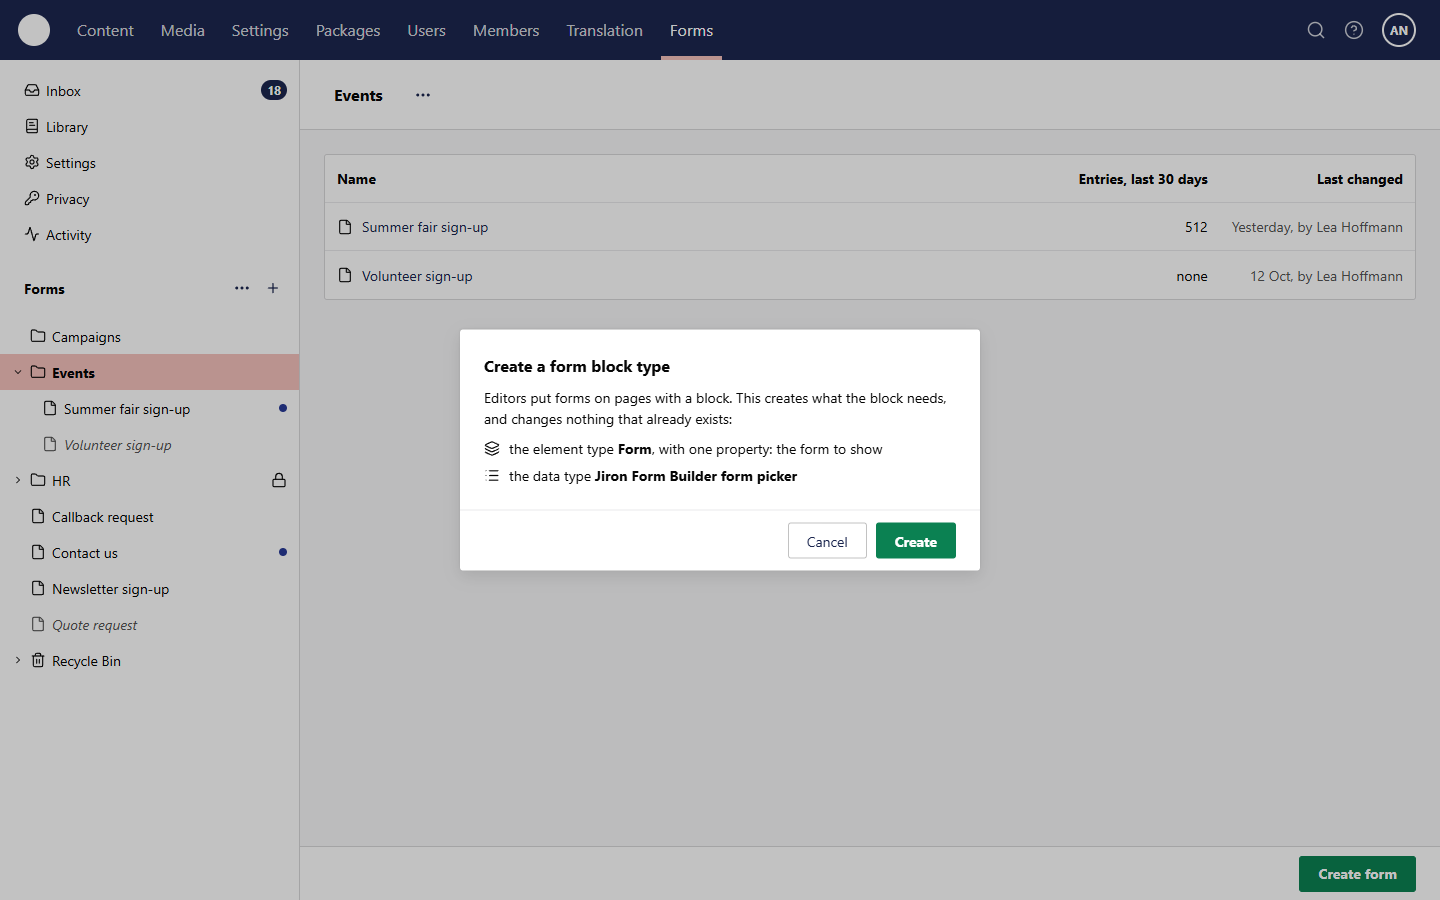 Content Media Settings Packages Users Members Translation Forms AN
Inbox 18
Library
Settings
Privacy
Activity
Forms
Campaigns
Events
Summer fair sign-up
Volunteer sign-up
HR
Callback request
Contact us
Newsletter sign-up
Quote request
Recycle Bin
Events
Name Entries, last 30 days Last changed
Summer fair sign-up 512 Yesterday, by Lea Hoffmann
Volunteer sign-up none 12 Oct, by Lea Hoffmann
Create a form block type
Editors put forms on pages with a block. This creates what the block needs,
and changes nothing that already exists:
the element type Form, with one property: the form to show
the data type Jiron Form Builder form picker
Cancel Create
Create form